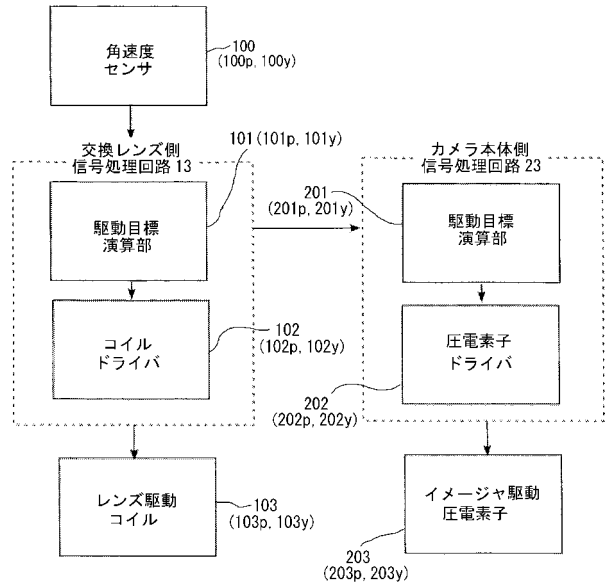 角速度
センサ
100
(100p, 100y)
交換レンズ側
信号処理回路 13
101 (101p, 101y)
駆動目標
演算部
コイル
ドライバ
102
(102p, 102y)
レンズ駆動
コイル
103
(103p, 103y)
カメラ本体側
信号処理回路 23
201
(201p, 201y)
駆動目標
演算部
圧電素子
ドライバ
202
(202p, 202y)
イメージャ駆動
圧電素子
203
(203p, 203y)